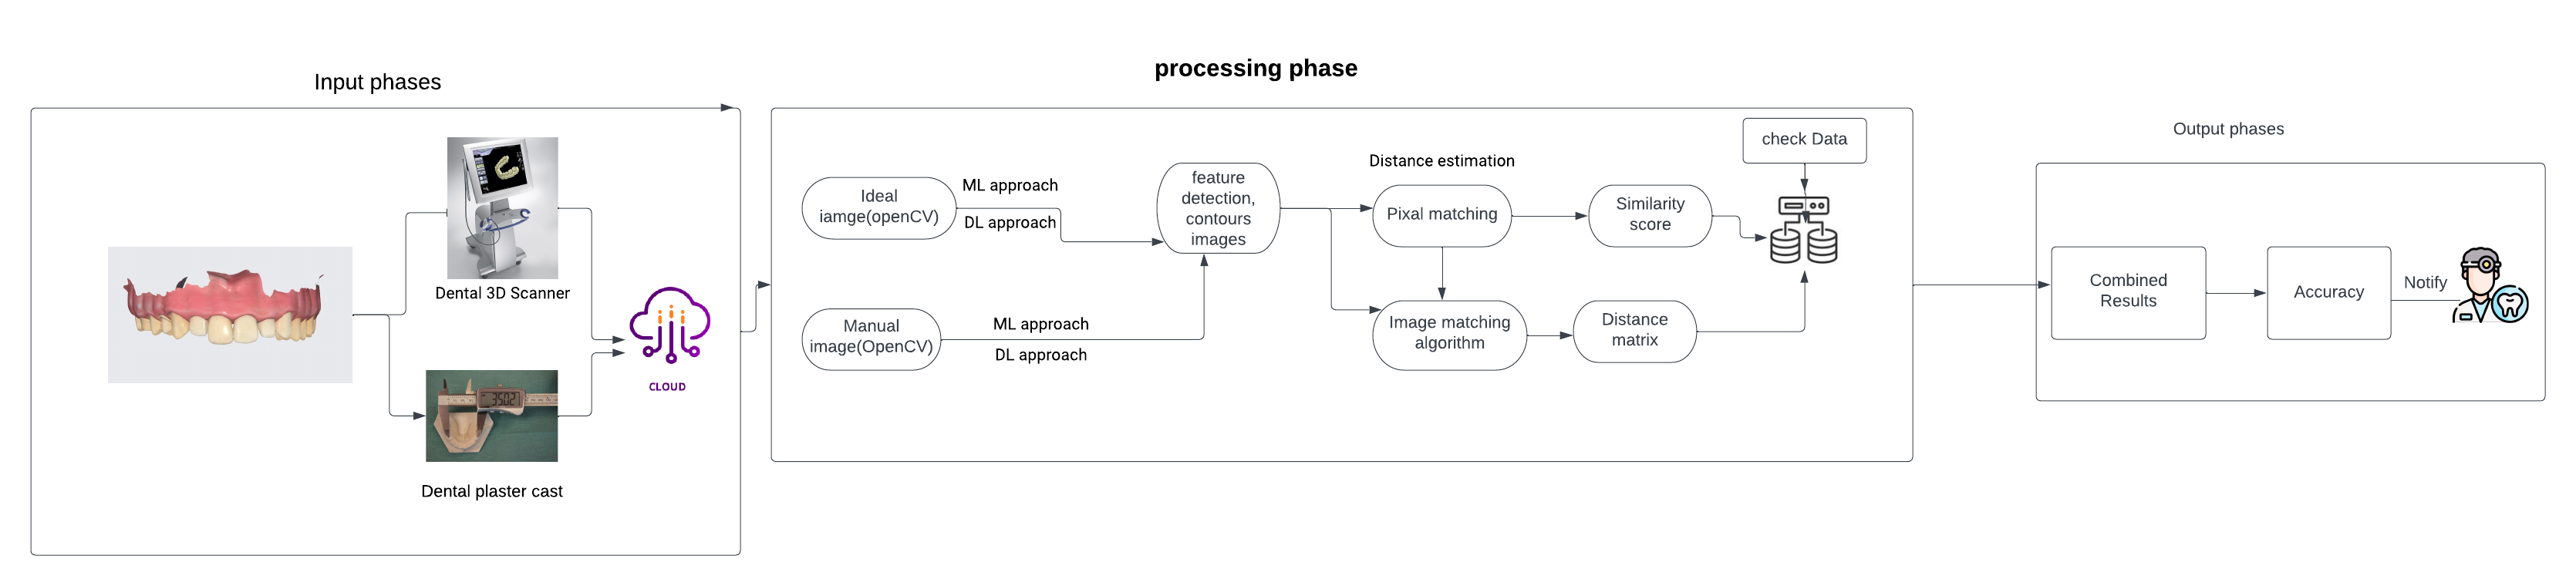 Input phases
Dental 3D Scanner
CLOUD
35.02
Dental plaster cast
processing phase
Ideal
iamge(openCV)
ML approach
DL approach
Manual
image(OpenCV)
ML approach
DL approach
feature
detection,
contours
images
Distance estimation
Pixal matching
Image matching
algorithm
Similarity
score
Distance
matrix
check Data
Output phases
Combined
Results
Accuracy
Notify